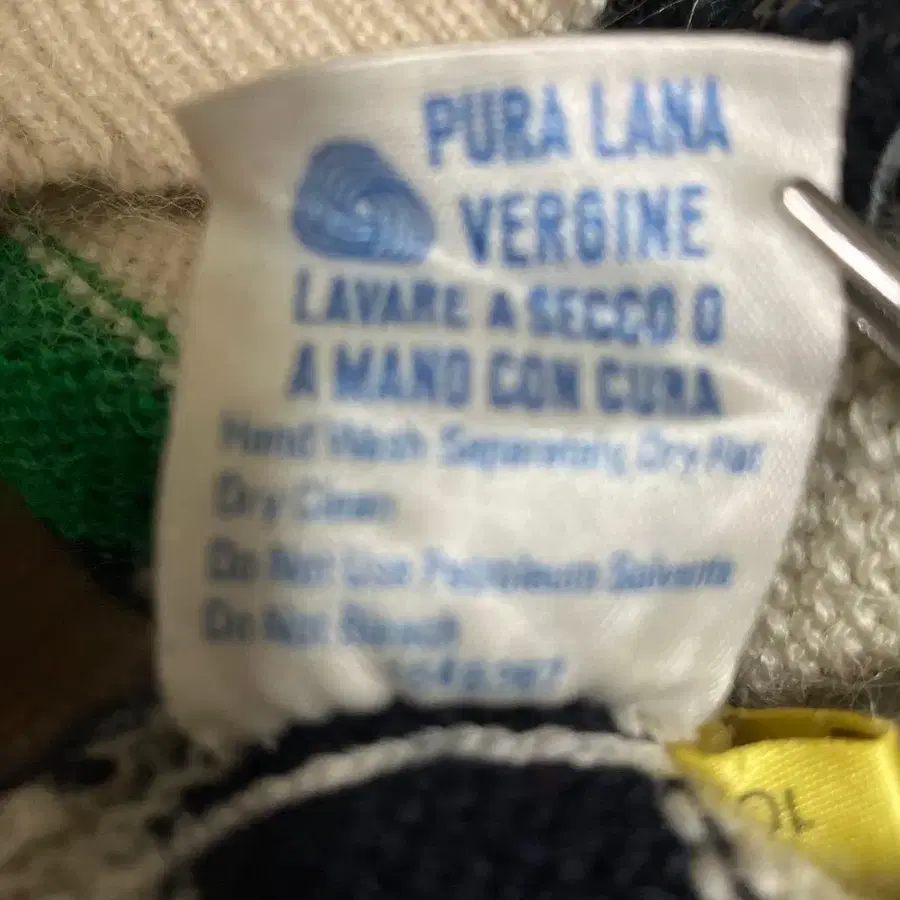 PURA LANA
VERGINE
LAVARE A SECCO O
A MANO CON CURA
Hand Wash Separately, Dry Flat
Dry Clean
Do Not Use Petroleum Solvents
Do Not Bleach